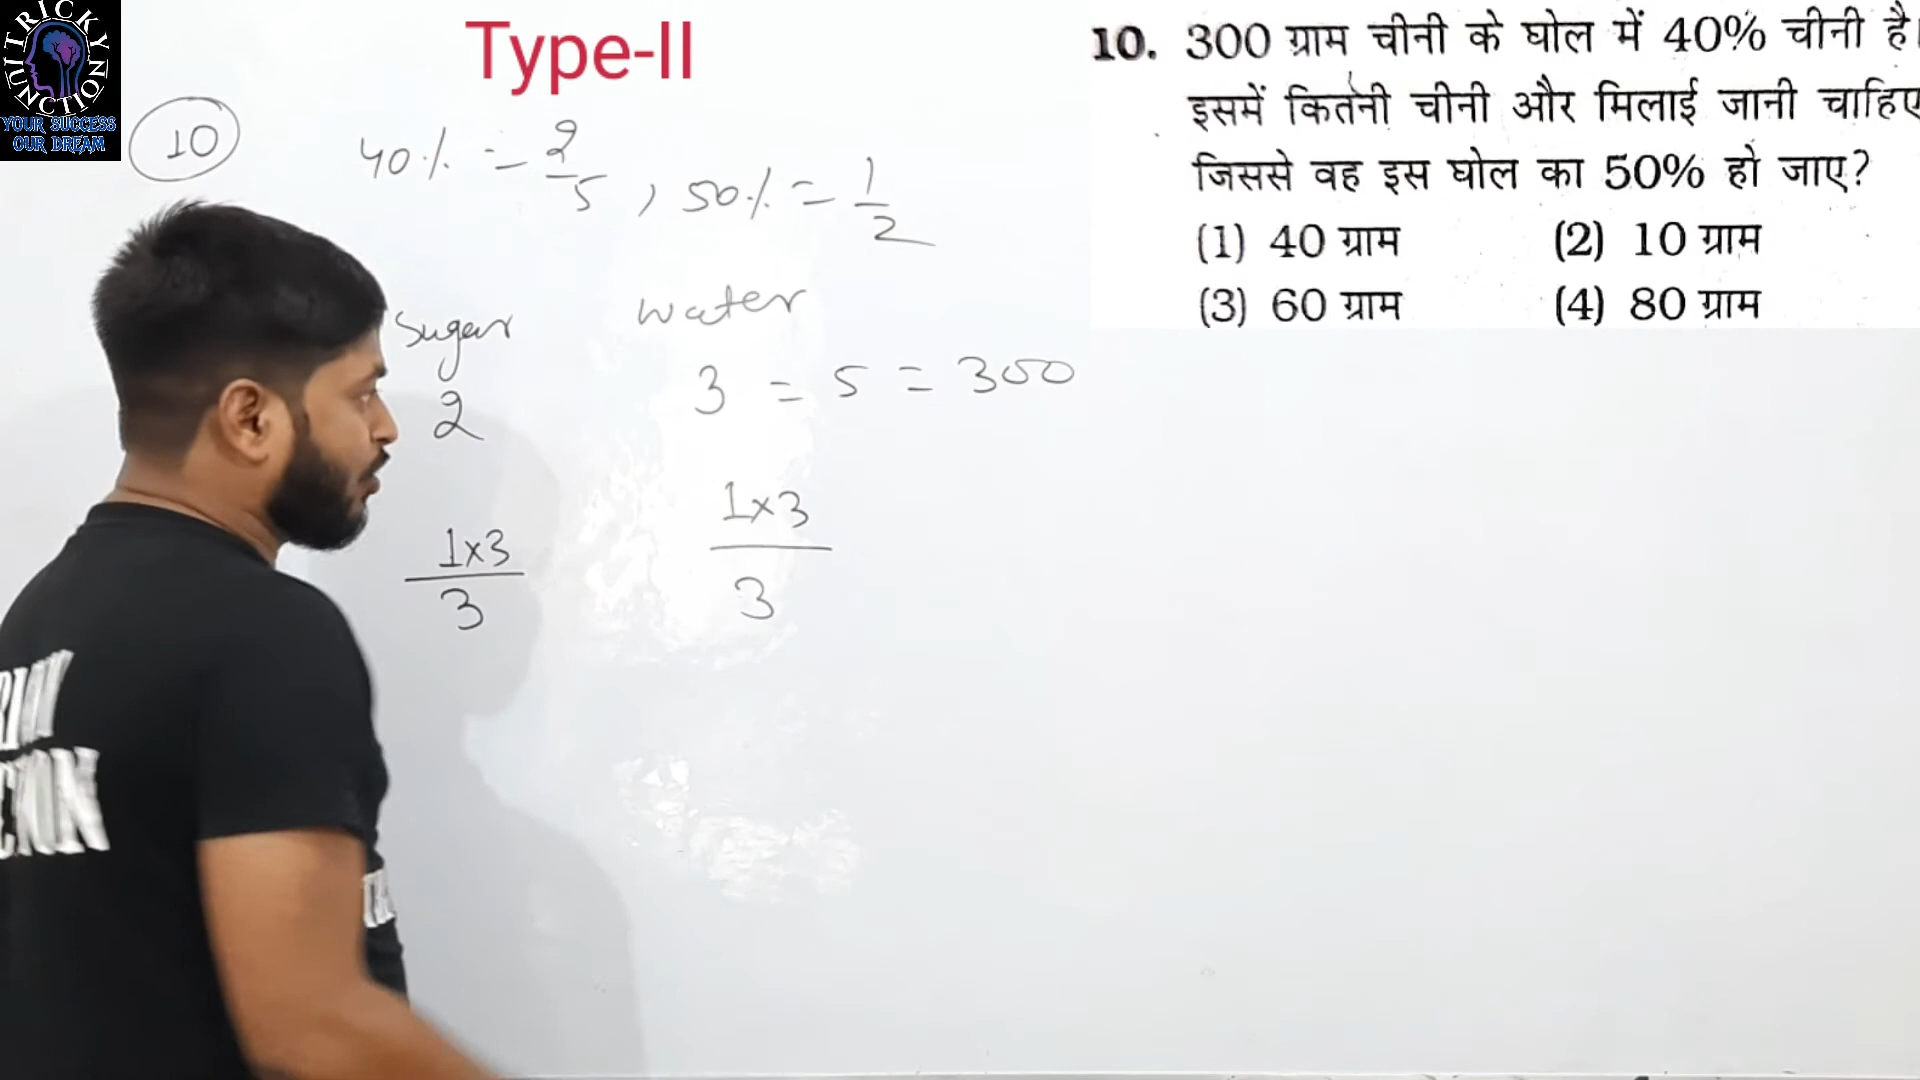 TRICKY JUNCTION UNIT
YOUR SUCCESS
OUR DREAM
Type-II
10. 300 ग्राम चीनी के घोल में 40% चीनी है।
इसमें कितनी चीनी और मिलाई जानी चाहिए
जिससे वह इस घोल का 50% हो जाए?
(1) 40 ग्राम (2) 10 ग्राम
(3) 60 ग्राम (4) 80 ग्राम
10
40% = 2/5 , 50% = 1/2
Sugar water
2 3 = 5 = 300
1x3 1x3
3 3